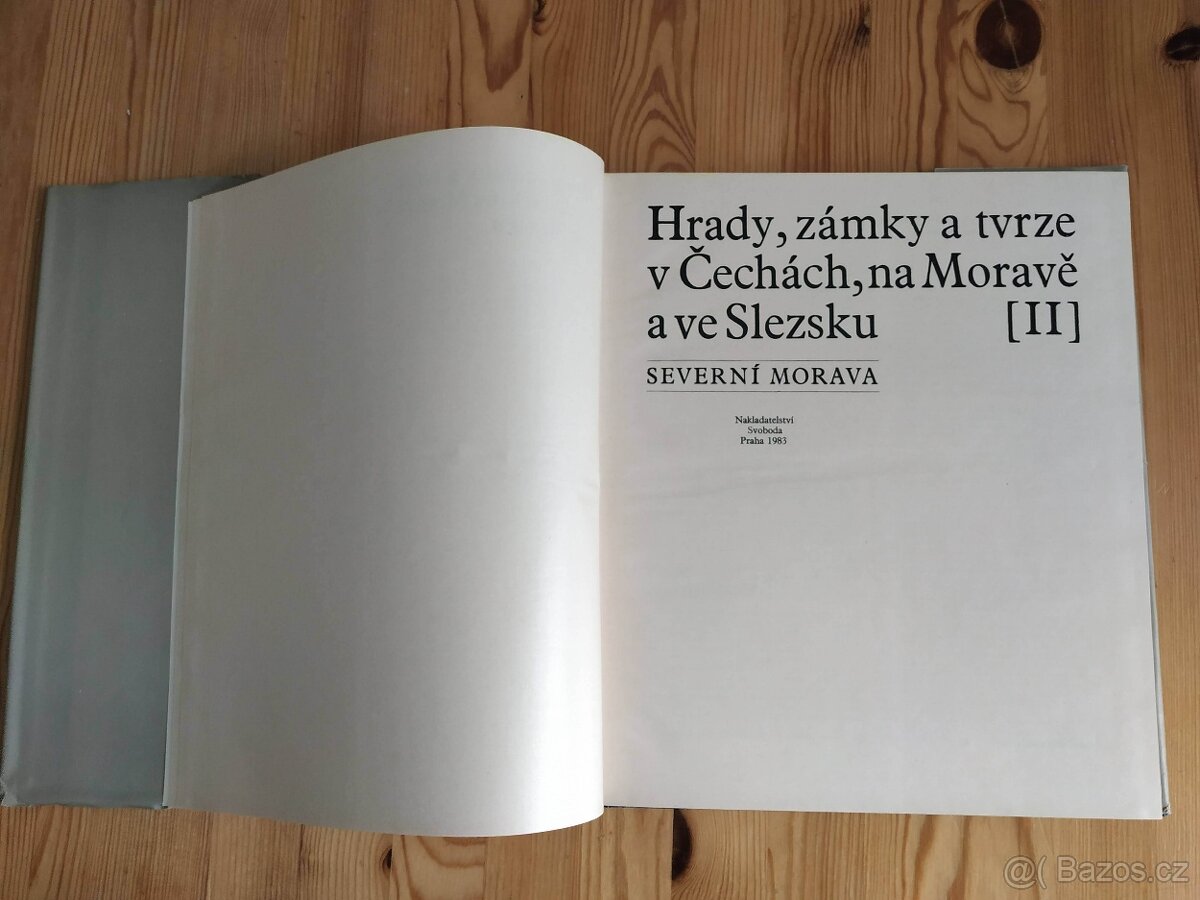 Hrady, zámky a tvrze
v Čechách, na Moravě
a ve Slezsku [II]
SEVERNÍ MORAVA
Nakladatelství
Svoboda
Praha 1983
@( Bazos.cz